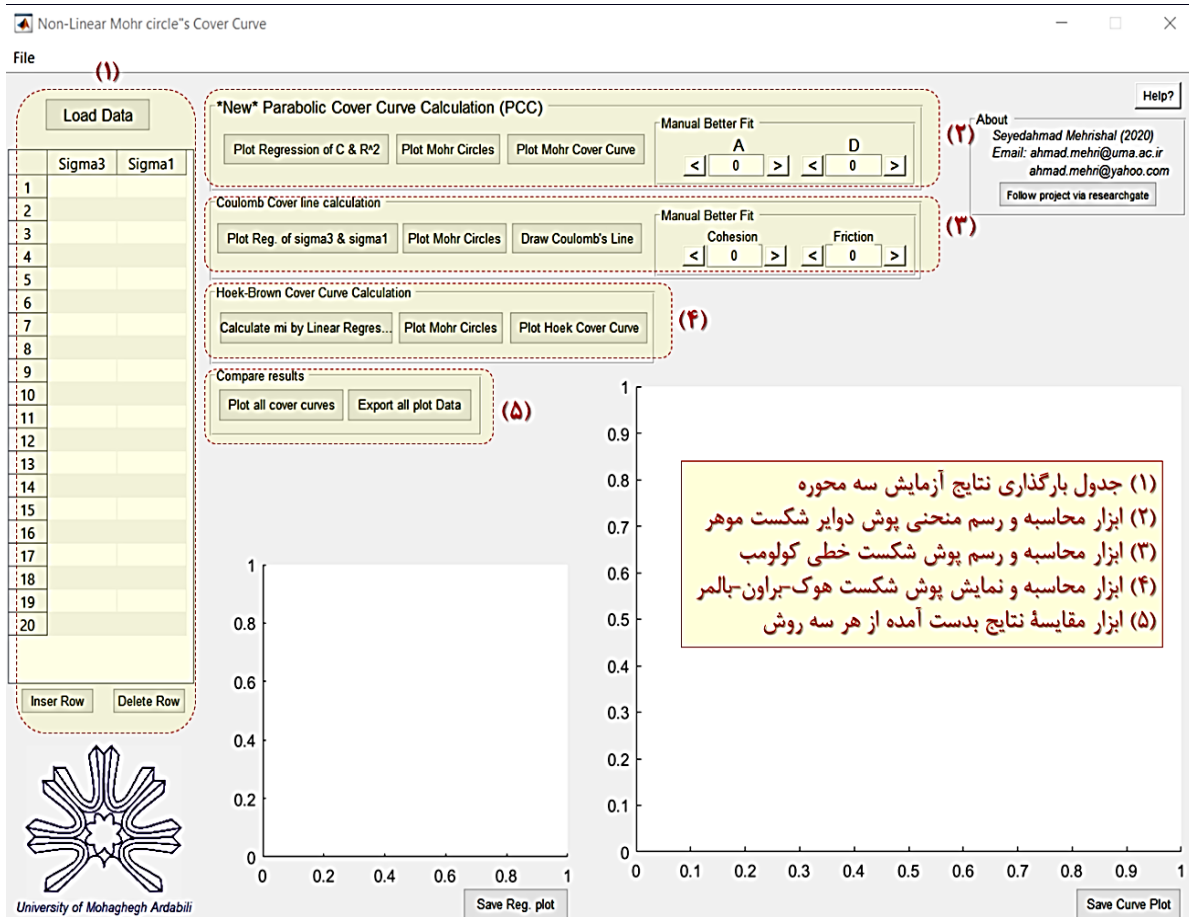 Non-Linear Mohr circle"s Cover Curve
File
(۱)
Load Data
Sigma3 Sigma1
1
2
3
4
5
6
7
8
9
10
11
12
13
14
15
16
17
18
19
20
Inser Row Delete Row
University of Mohaghegh Ardabili
*New* Parabolic Cover Curve Calculation (PCC)
Plot Regression of C & R^2 Plot Mohr Circles Plot Mohr Cover Curve
Manual Better Fit
A D
< 0 > < 0 >
(۲)
Coulomb Cover line calculation
Plot Reg. of sigma3 & sigma1 Plot Mohr Circles Draw Coulomb's Line
Manual Better Fit
Cohesion Friction
< 0 > < 0 >
(۳)
Hoek-Brown Cover Curve Calculation
Calculate mi by Linear Regres... Plot Mohr Circles Plot Hoek Cover Curve
(۴)
Compare results
Plot all cover curves Export all plot Data
(۵)
Help?
About
Seyedahmad Mehrishal (2020)
Email: ahmad.mehri@uma.ac.ir
ahmad.mehri@yahoo.com
Follow project via researchgate
1
0.8
0.6
0.4
0.2
0
0 0.2 0.4 0.6 0.8 1
Save Reg. plot
1
0.9
0.8
0.7
0.6
0.5
0.4
0.3
0.2
0.1
0
0 0.1 0.2 0.3 0.4 0.5 0.6 0.7 0.8 0.9 1
(۱) جدول بارگذاری نتایج آزمایش سه محوره
(۲) ابزار محاسبه و رسم منحنی پوش دوایر شکست موهر
(۳) ابزار محاسبه و رسم پوش شکست خطی کولومب
(۴) ابزار محاسبه و نمایش پوش شکست هوک-براون-بالمر
(۵) ابزار مقایسهٔ نتایج بدست آمده از هر سه روش
Save Curve Plot